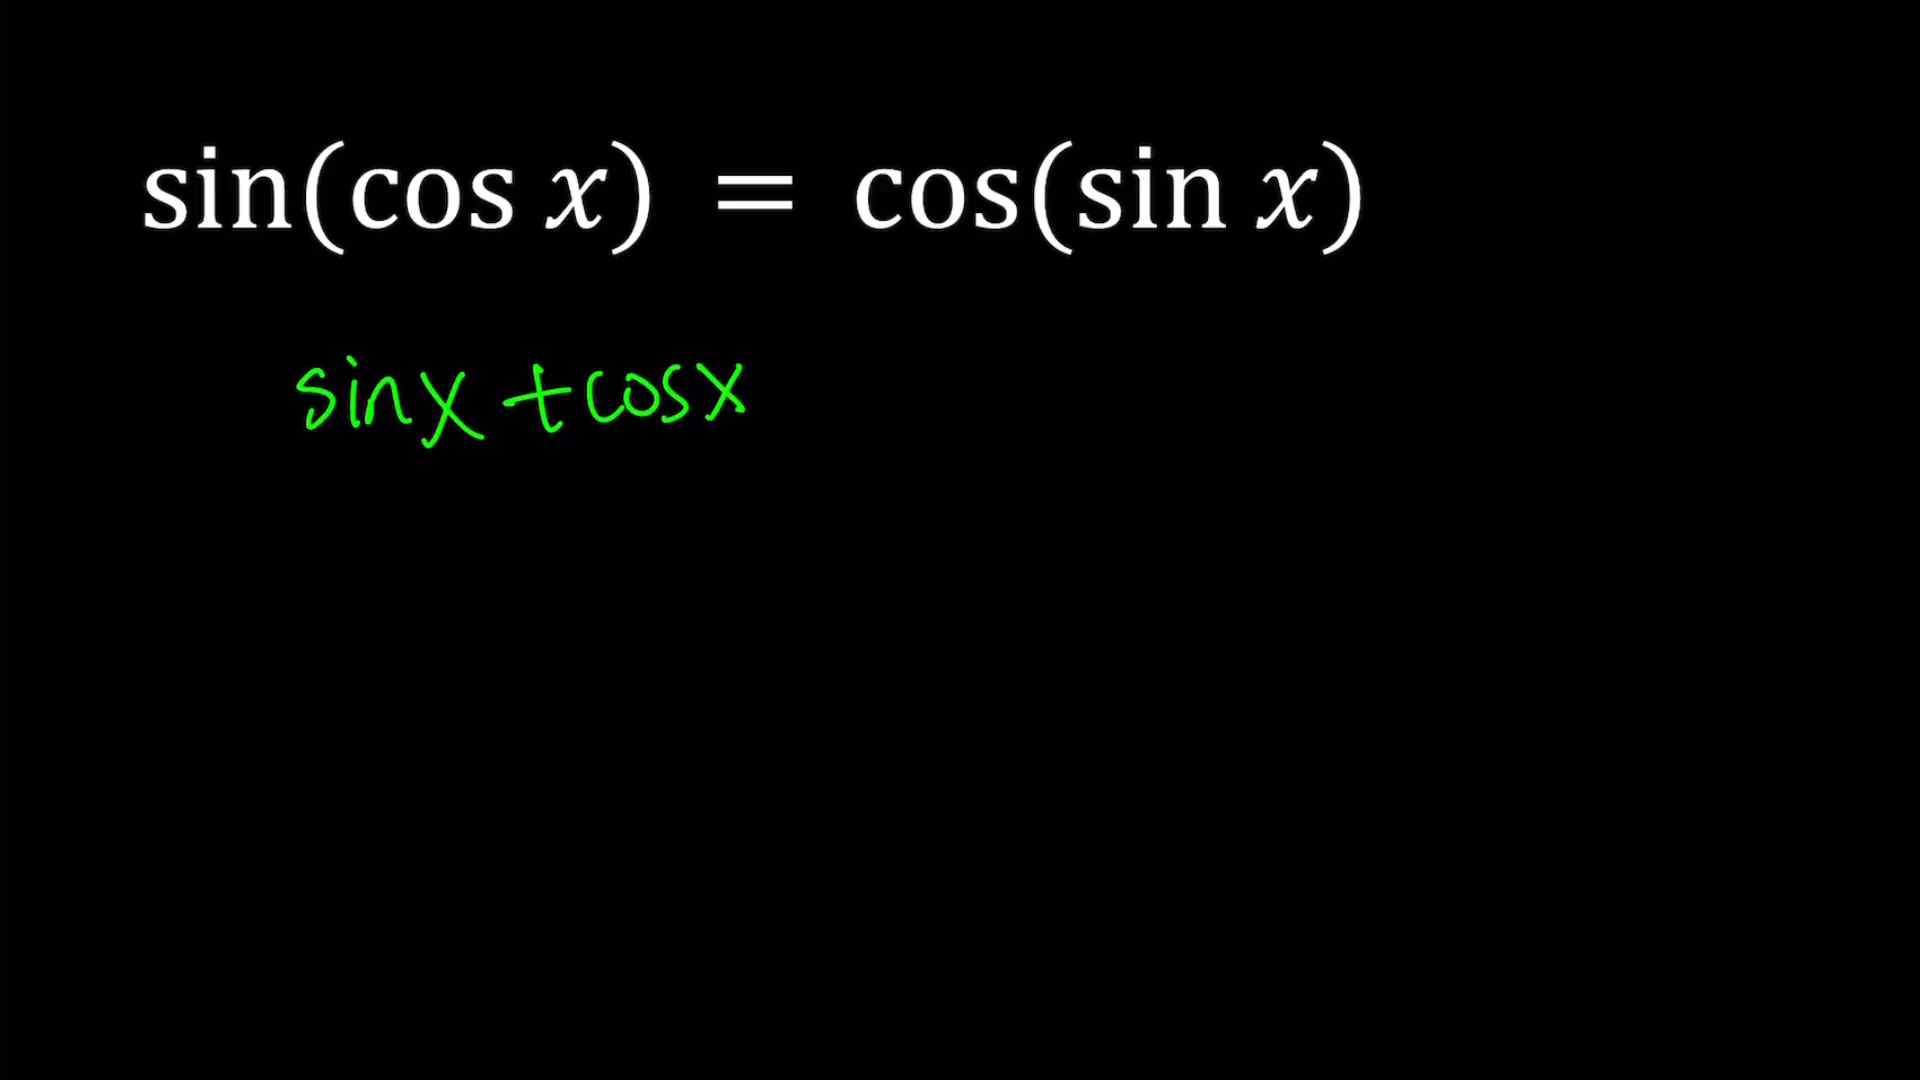 sin(cos x) = cos(sin x)
sinx + cosx